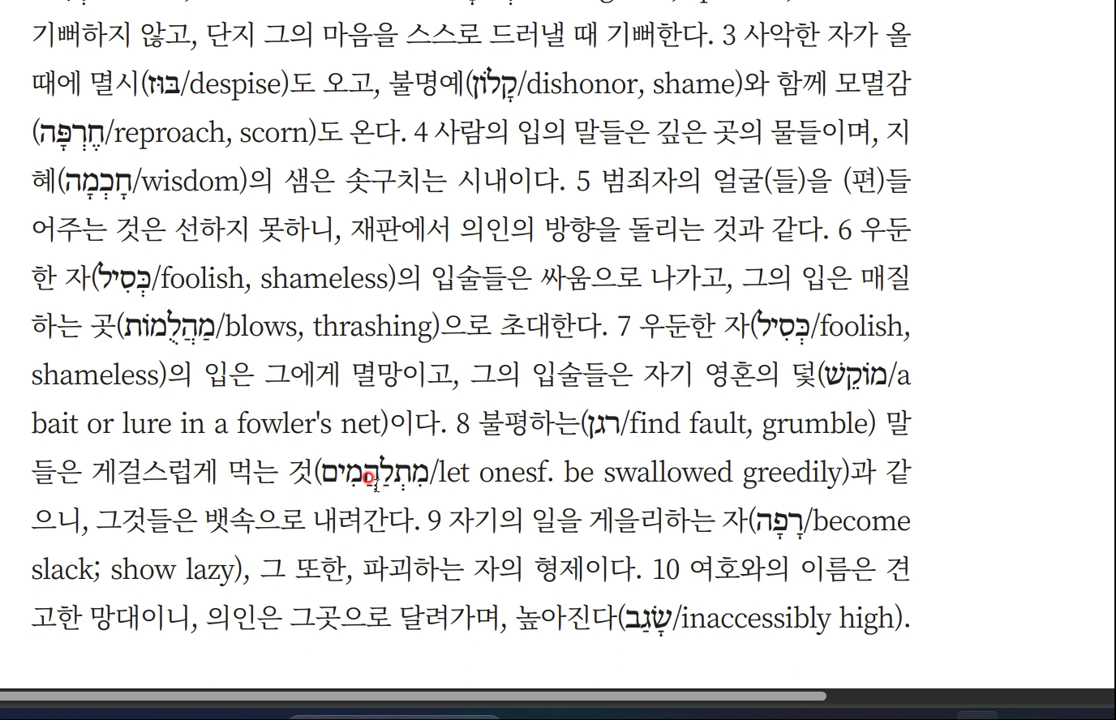 기뻐하지 않고, 단지 그의 마음을 스스로 드러낼 때 기뻐한다. 3 사악한 자가 올
때에 멸시(בּוּז/despise)도 오고, 불명예(קָלוֹן/dishonor, shame)와 함께 모멸감
(חֶרְפָּה/reproach, scorn)도 온다. 4 사람의 입의 말들은 깊은 곳의 물들이며, 지
혜(חָכְמָה/wisdom)의 샘은 솟구치는 시내이다. 5 범죄자의 얼굴(들)을 (편)들
어주는 것은 선하지 못하니, 재판에서 의인의 방향을 돌리는 것과 같다. 6 우둔
한 자(כְּסִיל/foolish, shameless)의 입술들은 싸움으로 나가고, 그의 입은 매질
하는 곳(מַהֲלֻמוֹת/blows, thrashing)으로 초대한다. 7 우둔한 자(כְּסִיל/foolish,
shameless)의 입은 그에게 멸망이고, 그의 입술들은 자기 영혼의 덫(מוֹקֵשׁ/a
bait or lure in a fowler's net)이다. 8 불평하는(רגן/find fault, grumble) 말
들은 게걸스럽게 먹는 것(מִתְלַהֲמִים/let onesf. be swallowed greedily)과 같
으니, 그것들은 뱃속으로 내려간다. 9 자기의 일을 게을리하는 자(רָפָה/become
slack; show lazy), 그 또한, 파괴하는 자의 형제이다. 10 여호와의 이름은 견
고한 망대이니, 의인은 그곳으로 달려가며, 높아진다(שָׂגַב/inaccessibly high).